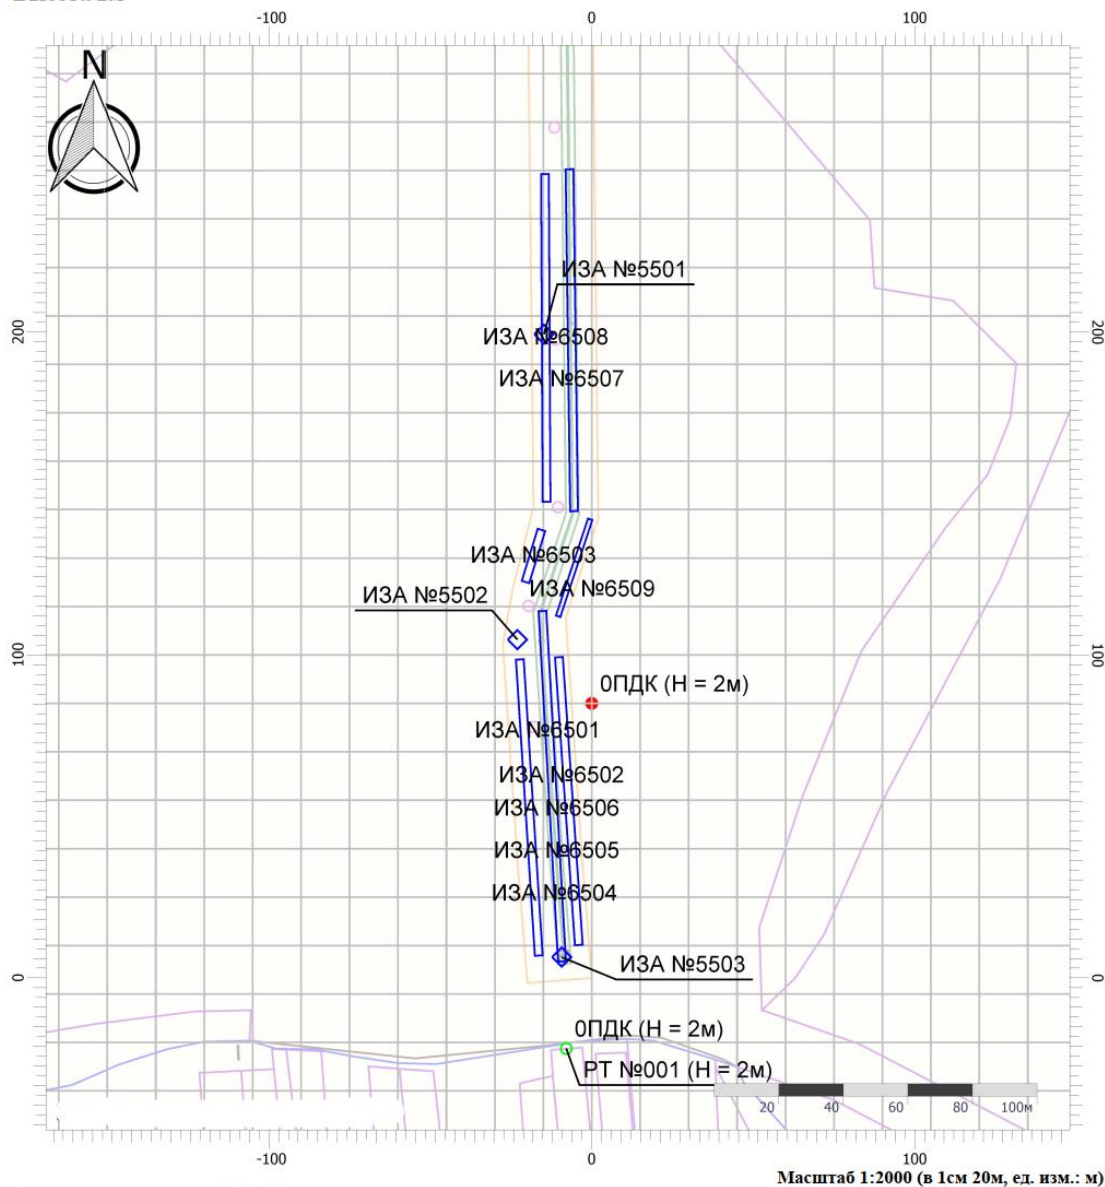 -100 0 100
N
ИЗА №5501
200 200
ИЗА №6508
ИЗА №6507
ИЗА №6503
ИЗА №6509
ИЗА №5502
100 100
0ПДК (H = 2м)
ИЗА №6501
ИЗА №6502
ИЗА №6506
ИЗА №6505
ИЗА №6504
ИЗА №5503
0 0
0ПДК (H = 2м)
РТ №001 (H = 2м)
20 40 60 80 100м
-100 0 100
Масштаб 1:2000 (в 1см 20м, ед. изм.: м)